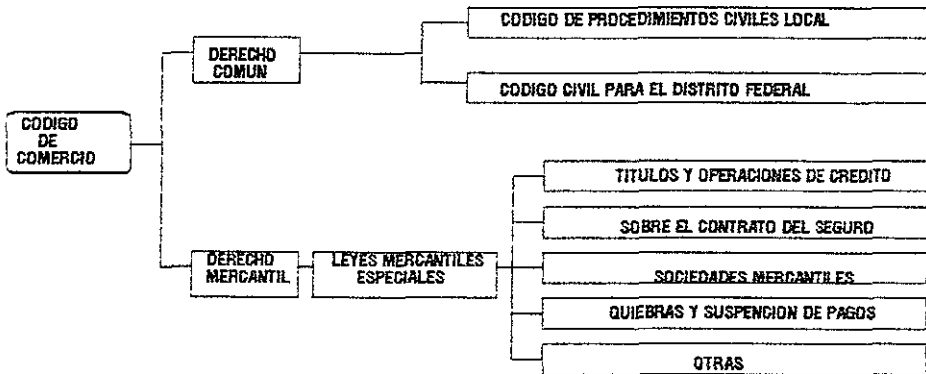 CODIGO
DE
COMERCIO
DERECHO
COMUN
CODIGO DE PROCEDIMIENTOS CIVILES LOCAL
CODIGO CIVIL PARA EL DISTRITO FEDERAL
DERECHO
MERCANTIL
LEYES MERCANTILES
ESPECIALES
TITULOS Y OPERACIONES DE CREDITO
SOBRE EL CONTRATO DEL SEGURO
SOCIEDADES MERCANTILES
QUIEBRAS Y SUSPENCION DE PAGOS
OTRAS